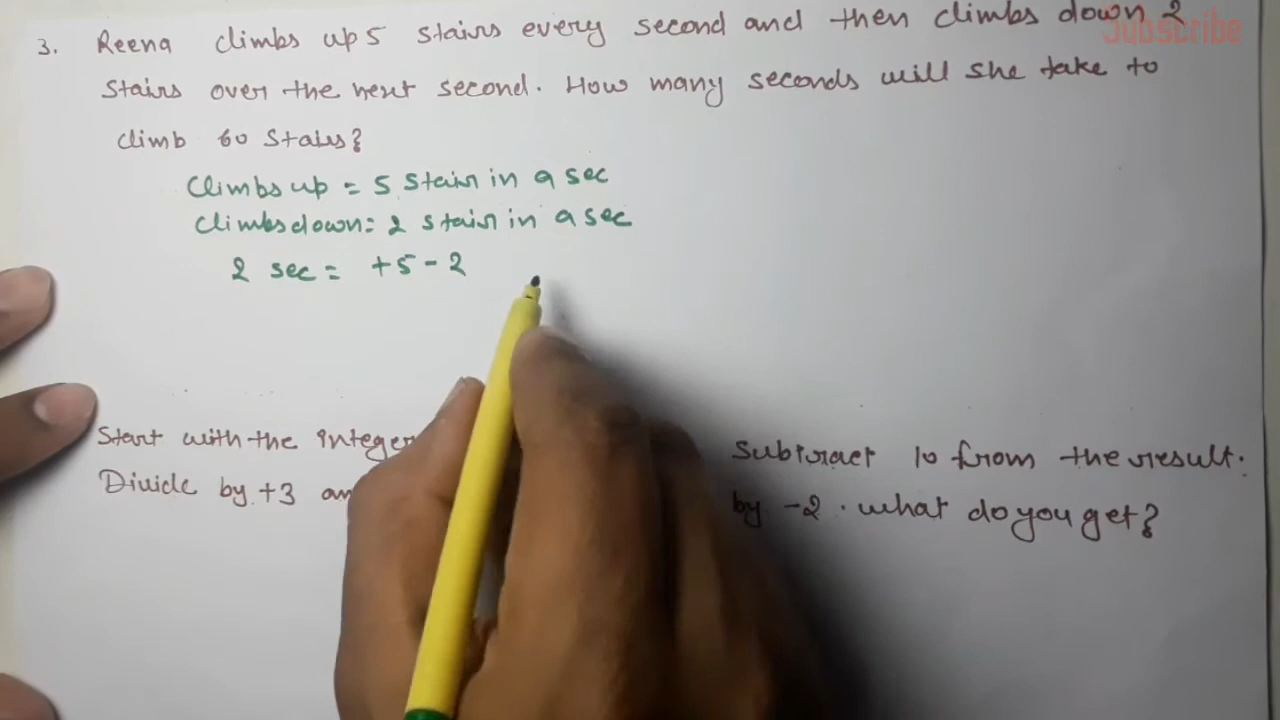 3. Reena climbs up 5 stairs every second and then climbs down 2
Subscribe
stairs over the next second. How many seconds will she take to
climb 60 stairs?
Climbs up = 5 stair in a sec
Climbs down = 2 stair in a sec
2 sec = +5 - 2
Start with the integer
Subtract 10 from the result.
Divide by +3
by -2. what do you get?